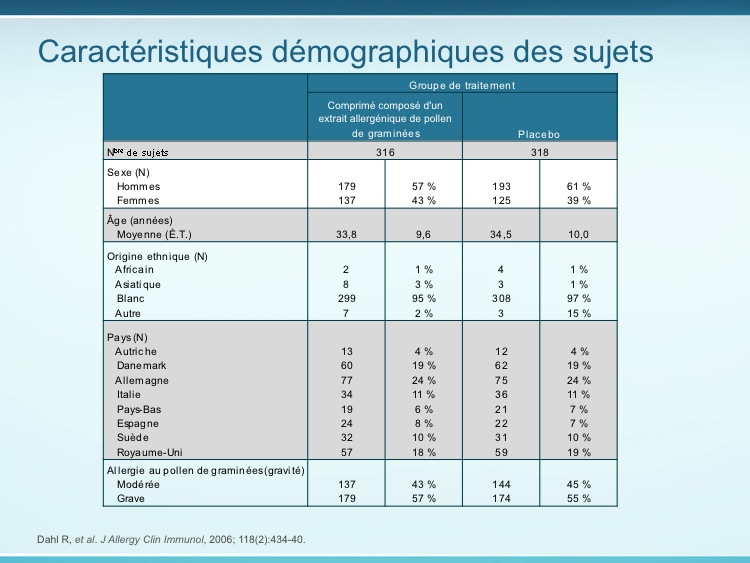 Caractéristiques démographiques des sujets
Groupe de traitement
Comprimé composé d'un
extrait allergénique de pollen
de graminées
Placebo
Nbre de sujets 316 318
Sexe (N)
Hommes 179 57 % 193 61 %
Femmes 137 43 % 125 39 %
Âge (années)
Moyenne (É.T.) 33,8 9,6 34,5 10,0
Origine ethnique (N)
Africain 2 1 % 4 1 %
Asiatique 8 3 % 3 1 %
Blanc 299 95 % 308 97 %
Autre 7 2 % 3 15 %
Pays (N)
Autriche 13 4 % 12 4 %
Danemark 60 19 % 62 19 %
Allemagne 77 24 % 75 24 %
Italie 34 11 % 36 11 %
Pays-Bas 19 6 % 21 7 %
Espagne 24 8 % 22 7 %
Suède 32 10 % 31 10 %
Royaume-Uni 57 18 % 59 19 %
Allergie au pollen de graminées (gravité)
Modérée 137 43 % 144 45 %
Grave 179 57 % 174 55 %
Dahl R, et al. J Allergy Clin Immunol, 2006; 118(2):434-40.